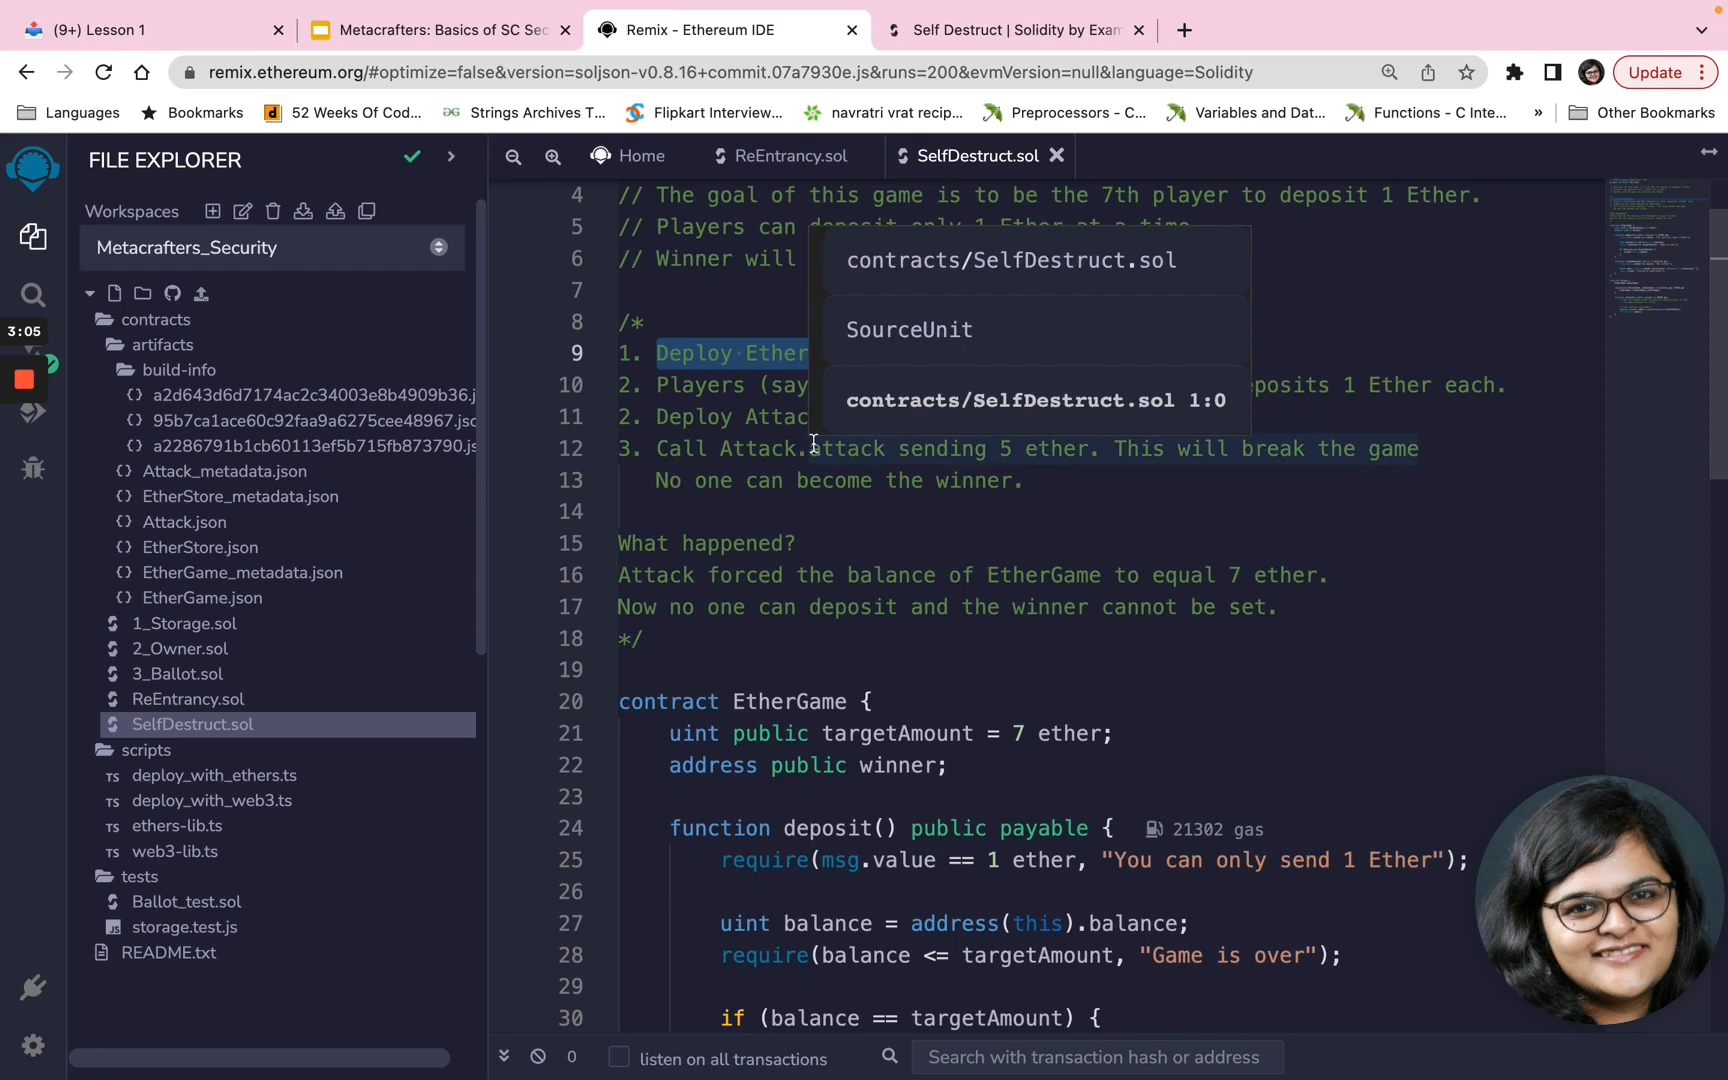 (9+) Lesson 1
Metacrafters: Basics of SC Sec
Remix - Ethereum IDE
Self Destruct | Solidity by Exam
remix.ethereum.org/#optimize=false&version=soljson-v0.8.16+commit.07a7930e.js&runs=200&evmVersion=null&language=Solidity
Update
Languages
Bookmarks
52 Weeks Of Cod...
Strings Archives T...
Flipkart Interview...
navratri vrat recip...
Preprocessors - C...
Variables and Dat...
Functions - C Inte...
»
Other Bookmarks
FILE EXPLORER
Workspaces
Metacrafters_Security
contracts
artifacts
build-info
a2d643d6d7174ac2c34003e8b4909b36.j
95b7ca1ace60c92faa9a6275cee48967.jsc
a2286791b1cb60113ef5b715fb873790.js
Attack_metadata.json
EtherStore_metadata.json
Attack.json
EtherStore.json
EtherGame_metadata.json
EtherGame.json
1_Storage.sol
2_Owner.sol
3_Ballot.sol
ReEntrancy.sol
SelfDestruct.sol
scripts
TS deploy_with_ethers.ts
TS deploy_with_web3.ts
TS ethers-lib.ts
TS web3-lib.ts
tests
Ballot_test.sol
JS storage.test.js
README.txt
3:05
Home
ReEntrancy.sol
SelfDestruct.sol
4 // The goal of this game is to be the 7th player to deposit 1 Ether.
5 // Players can deposit only 1 Ether at a time.
6 // Winner will
7
8 /*
9 1. Deploy Ether
10 2. Players (say eposits 1 Ether each.
11 2. Deploy Attac
12 3. Call Attack.attack sending 5 ether. This will break the game
13 No one can become the winner.
14
15 What happened?
16 Attack forced the balance of EtherGame to equal 7 ether.
17 Now no one can deposit and the winner cannot be set.
18 */
19
20 contract EtherGame {
21 uint public targetAmount = 7 ether;
22 address public winner;
23
24 function deposit() public payable { 21302 gas
25 require(msg.value == 1 ether, "You can only send 1 Ether");
26
27 uint balance = address(this).balance;
28 require(balance <= targetAmount, "Game is over");
29
30 if (balance == targetAmount) {
contracts/SelfDestruct.sol
SourceUnit
contracts/SelfDestruct.sol 1:0
0
listen on all transactions
Search with transaction hash or address